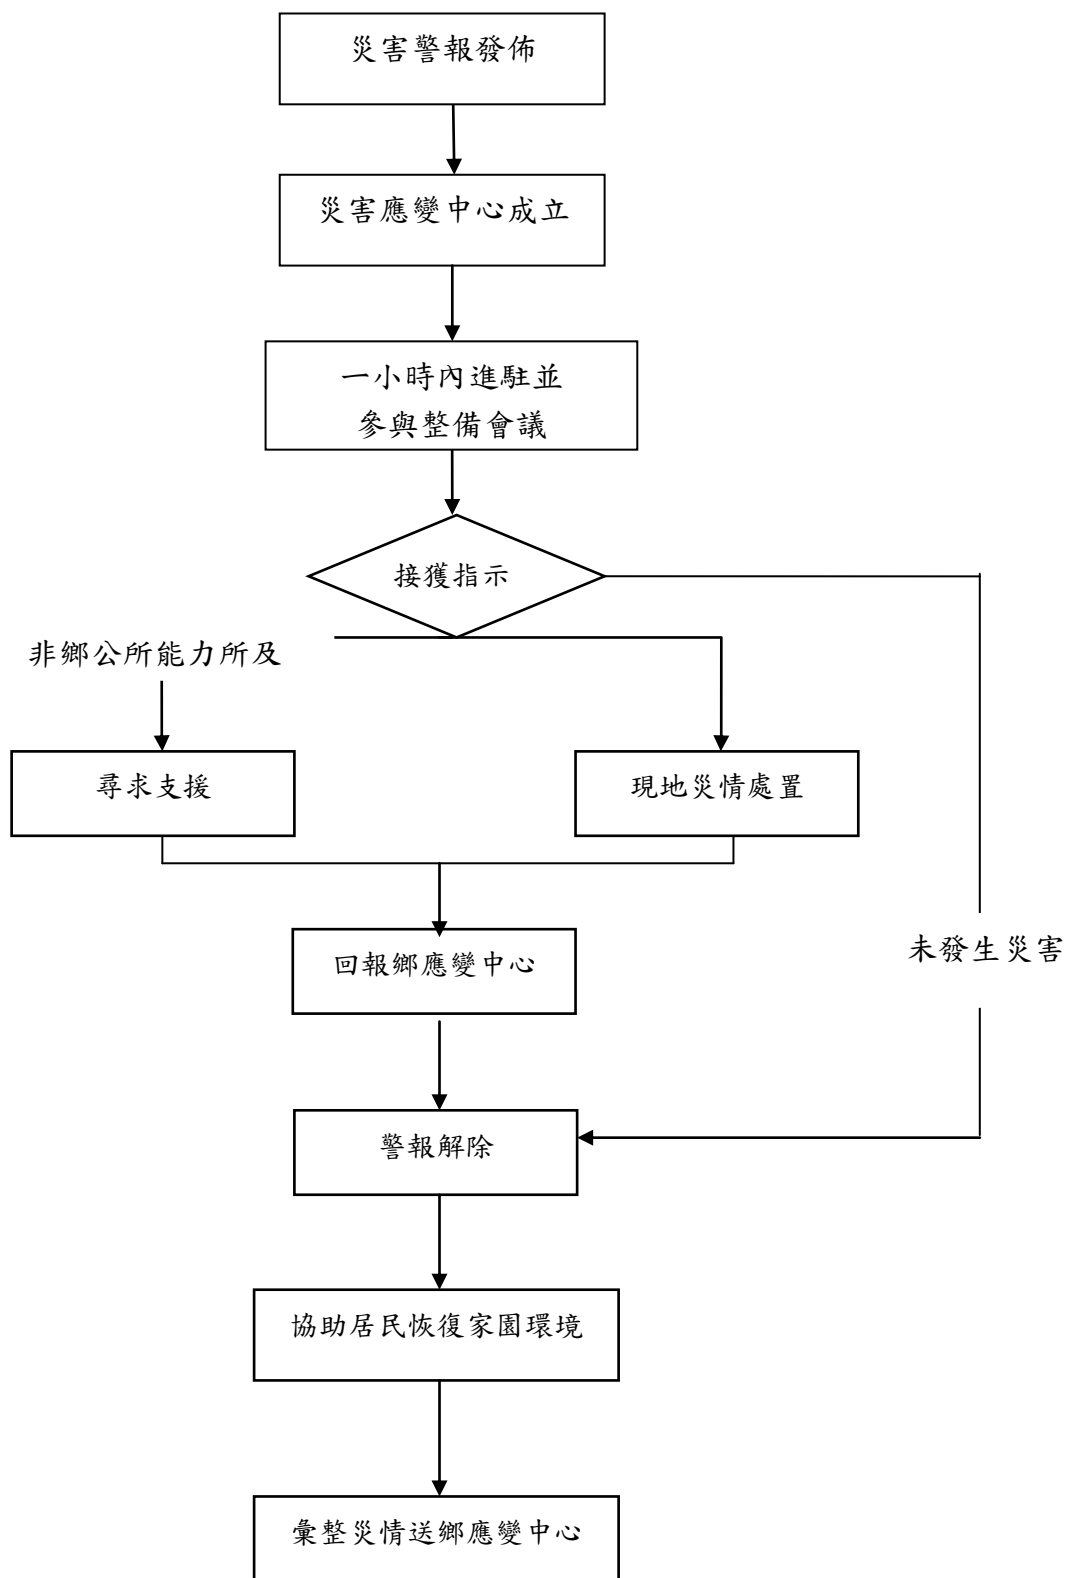 災害警報發佈
災害應變中心成立
一小時內進駐並
參與整備會議
接獲指示
非鄉公所能力所及
尋求支援
現地災情處置
回報鄉應變中心
未發生災害
警報解除
協助居民恢復家園環境
彙整災情送鄉應變中心